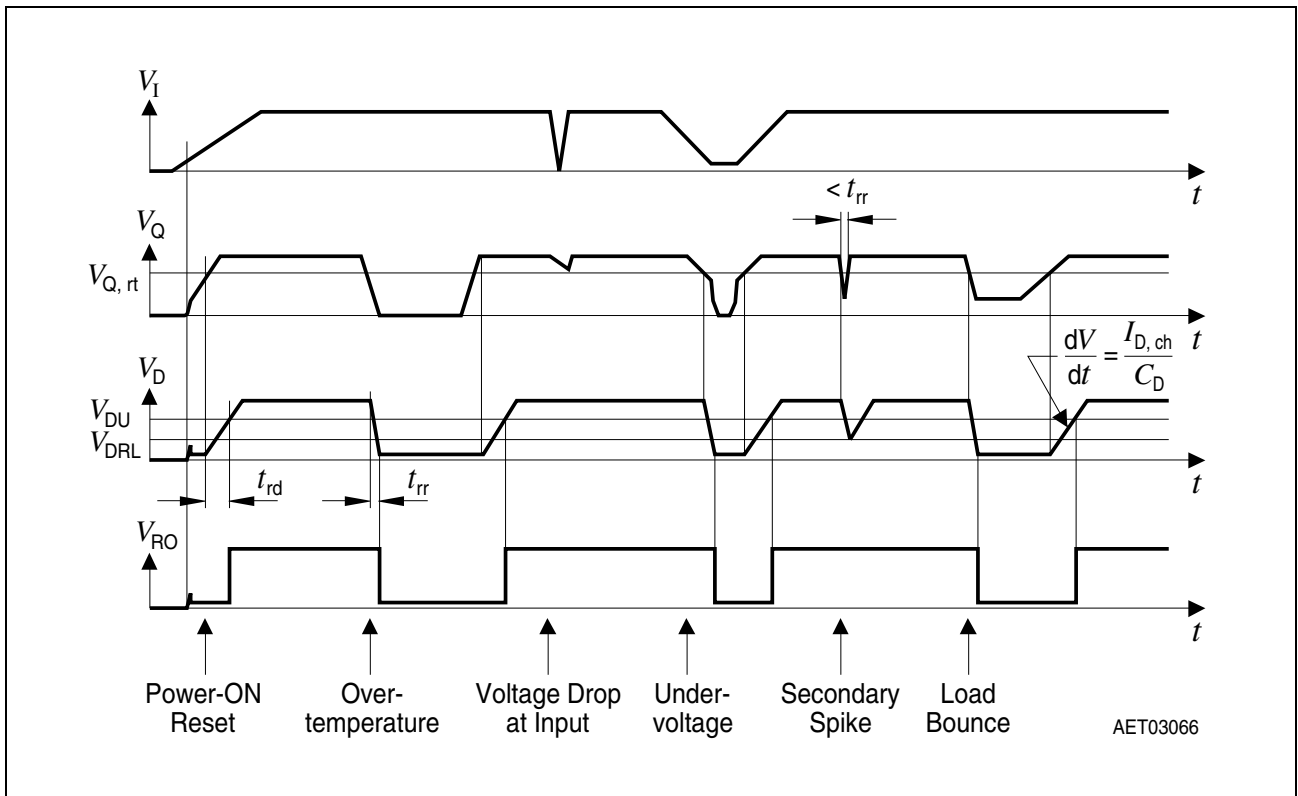 V_I
t
< t_rr
V_Q
V_Q, rt
t
dV/dt = I_D, ch/C_D
V_D
V_DU
V_DRL
t
t_rd
t_rr
V_RO
t
Power-ON
Reset
Over-
temperature
Voltage Drop
at Input
Under-
voltage
Secondary
Spike
Load
Bounce
AET03066